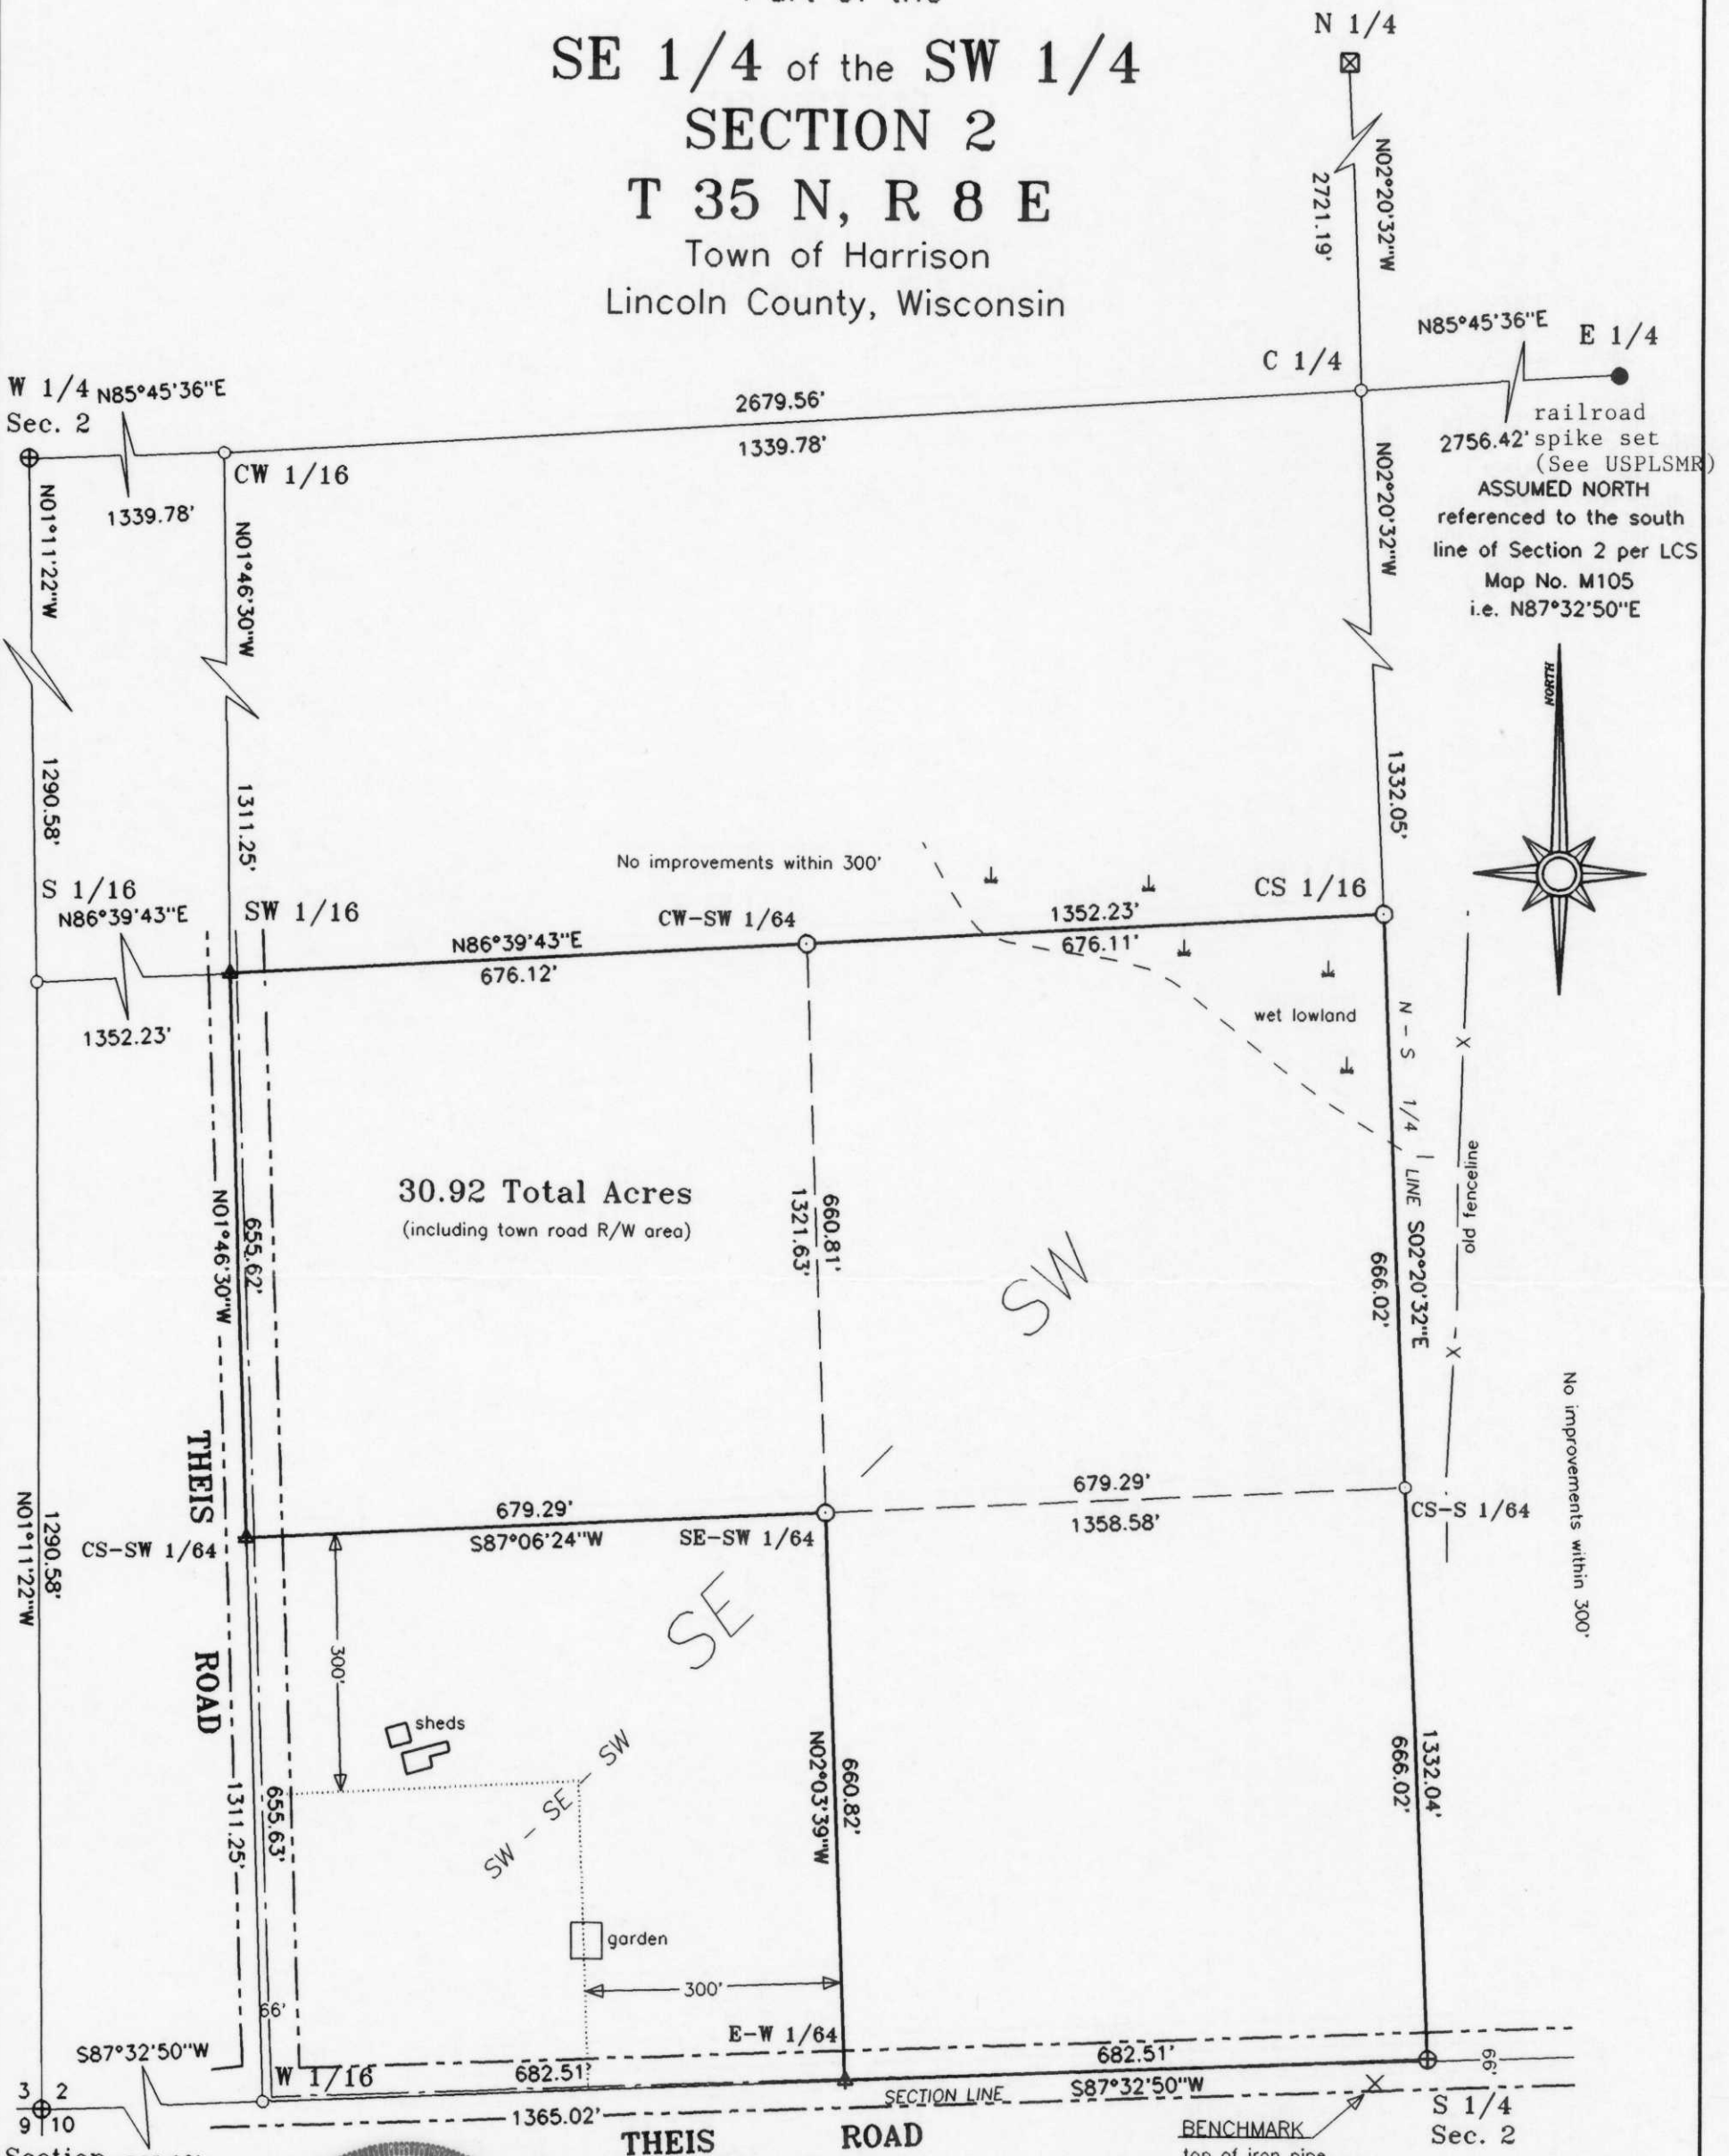 SE 1/4 of the SW 1/4
SECTION 2
T 35 N, R 8 E
Town of Harrison
Lincoln County, Wisconsin
N 1/4
N02°20'32"W
2721.19'
N85°45'36"E
E 1/4
C 1/4
W 1/4
Sec. 2
N85°45'36"E
2679.56'
1339.78'
CW 1/16
1339.78'
2756.42'
railroad
spike set
(See USPLSMR)
ASSUMED NORTH
referenced to the south
line of Section 2 per LCS
Map No. M105
i.e. N87°32'50"E
NORTH
N01°11'22"W
N01°46'30"W
N02°20'32"W
1290.58'
1311.25'
1332.05'
No improvements within 300'
S 1/16
N86°39'43"E
SW 1/16
CW-SW 1/64
CS 1/16
1352.23'
N86°39'43"E
676.12'
676.11'
1352.23'
wet lowland
N - S 1/4 LINE S02°20'32"E
old fenceline
X
X
30.92 Total Acres
(including town road R/W area)
N01°46'30"W
655.62'
660.81'
1321.63'
666.02'
SW
No improvements within 300'
THEIS
ROAD
679.29'
S87°06'24"W
679.29'
1358.58'
CS-SW 1/64
SE-SW 1/64
CS-S 1/64
N01°11'22"W
1290.58'
300'
SE
sheds
SW - SE - SW
N02°03'39"W
660.82'
1332.04'
666.02'
1311.25'
655.63'
garden
300'
66'
E-W 1/64
S87°32'50"W
W 1/16
682.51'
682.51'
66'
3 2
9 10
SECTION LINE
S87°32'50"W
1365.02'
S 1/4
Sec. 2
THEIS ROAD
BENCHMARK
top of iron pipe
Section